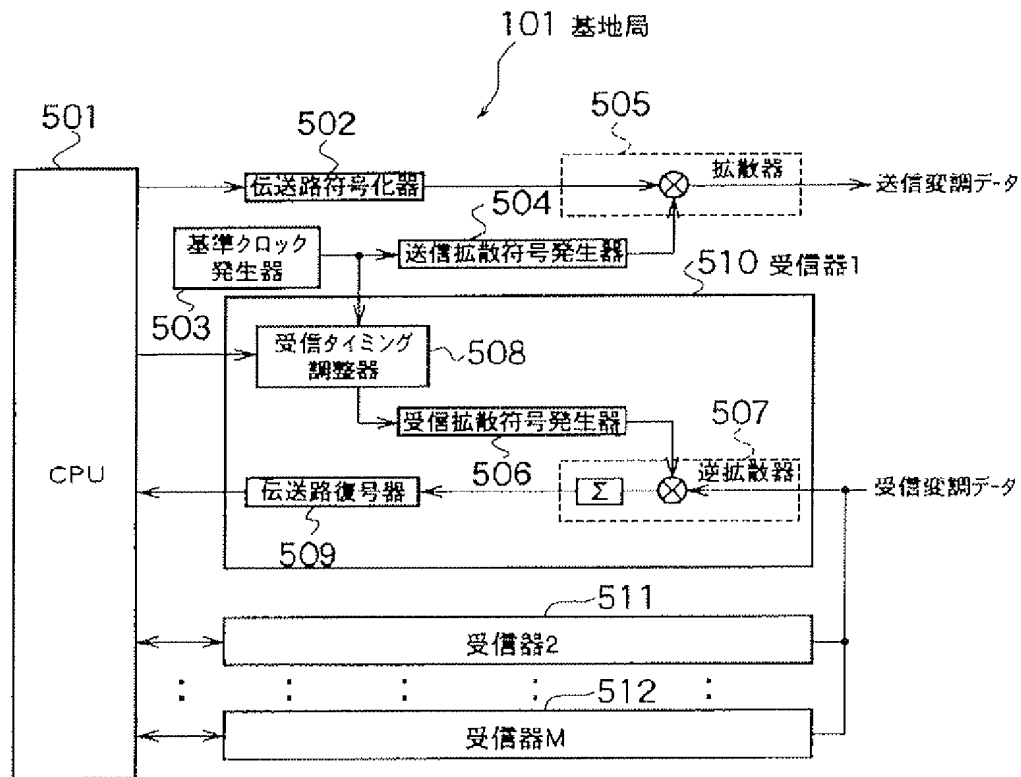 101 基地局
501
502
505
伝送路符号化器
拡散器
送信変調データ
504
基準クロック
発生器
送信拡散符号発生器
510 受信器1
503
受信タイミング
調整器
508
受信拡散符号発生器
507
CPU
506
逆拡散器
伝送路復号器
Σ
受信変調データ
509
511
受信器2
512
受信器M